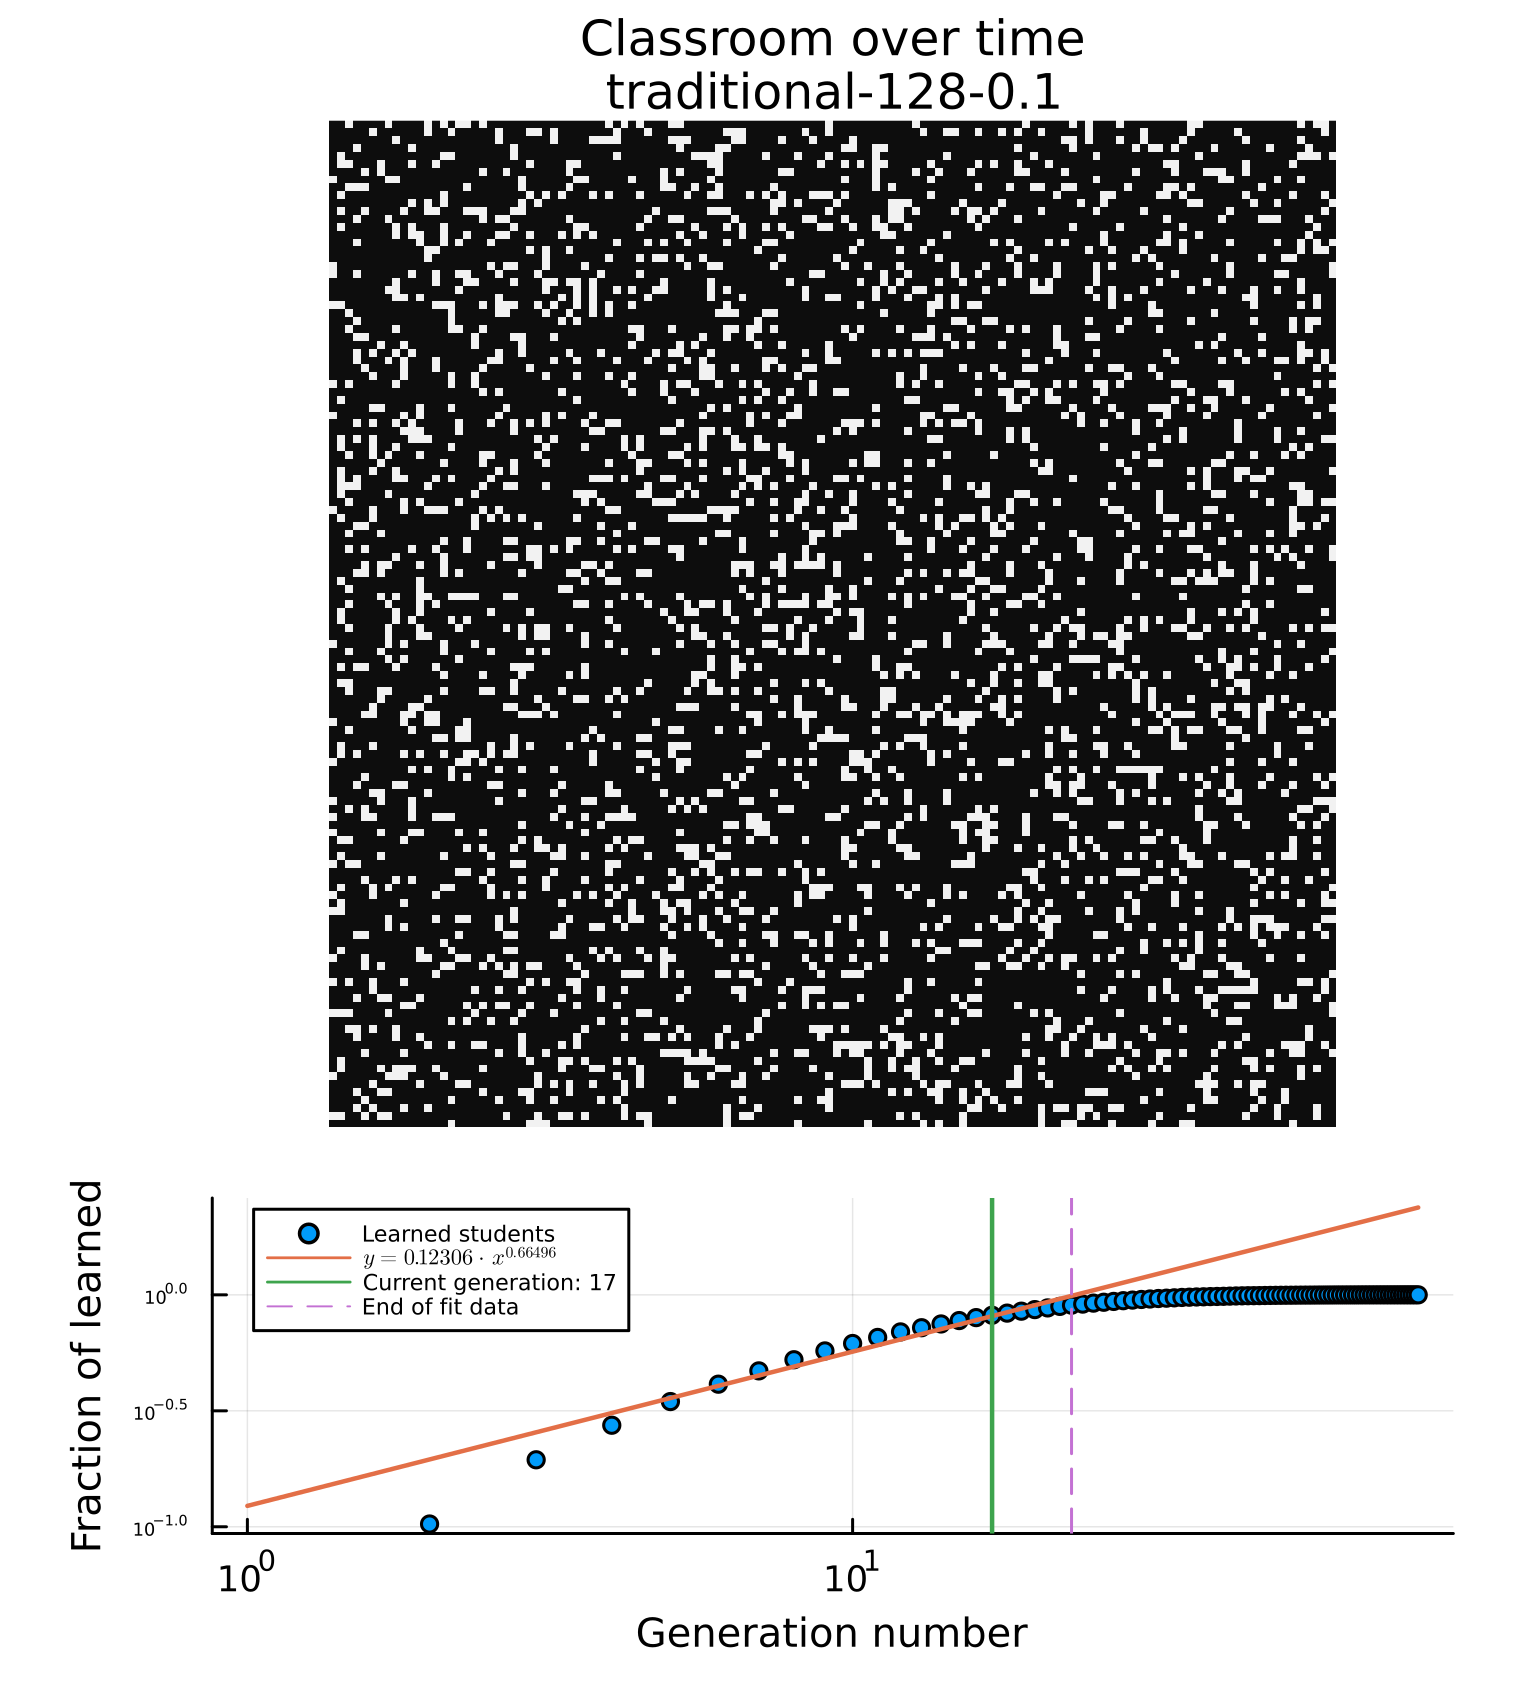 Classroom over time
traditional-128-0.1
Fraction of learned
Learned students
y = 0.12306 · x^0.66496
Current generation: 17
End of fit data
10^0.0
10^−0.5
10^−1.0
10^0
10^1
Generation number